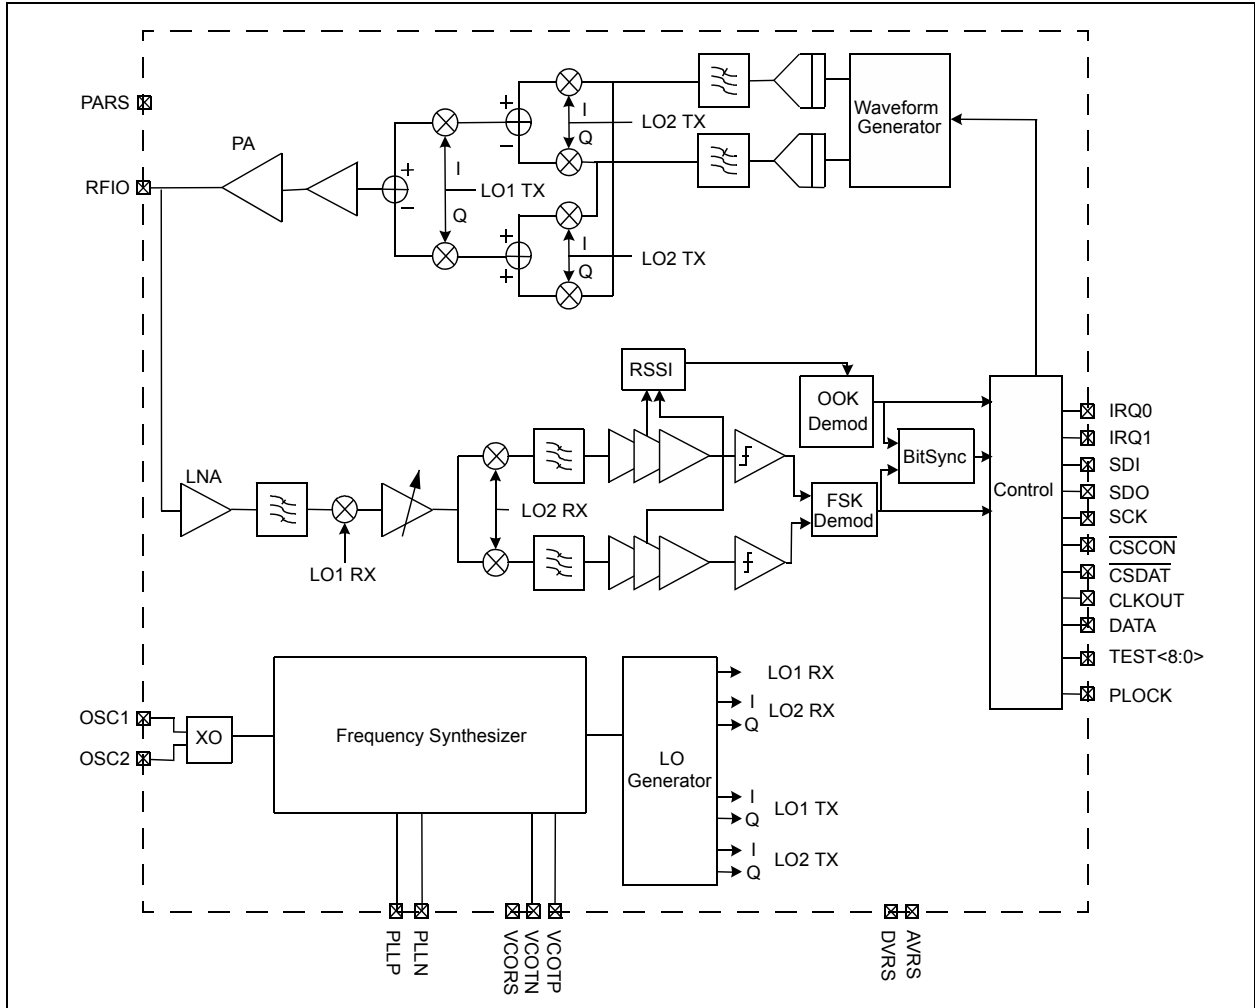 PARS
RFIO
PA
+
−
I
Q
LO1 TX
+
−
I
Q
LO2 TX
+
+
I
Q
LO2 TX
Waveform
Generator
RSSI
OOK
Demod
BitSync
FSK
Demod
Control
LNA
LO1 RX
LO2 RX
IRQ0
IRQ1
SDI
SDO
SCK
CSCON
CSDAT
CLKOUT
DATA
TEST<8:0>
PLOCK
OSC1
OSC2
XO
Frequency Synthesizer
LO
Generator
LO1 RX
I
Q
LO2 RX
I
Q
LO1 TX
I
Q
LO2 TX
PLLP
PLLN
VCORS
VCOTN
VCOTP
DVRS
AVRS